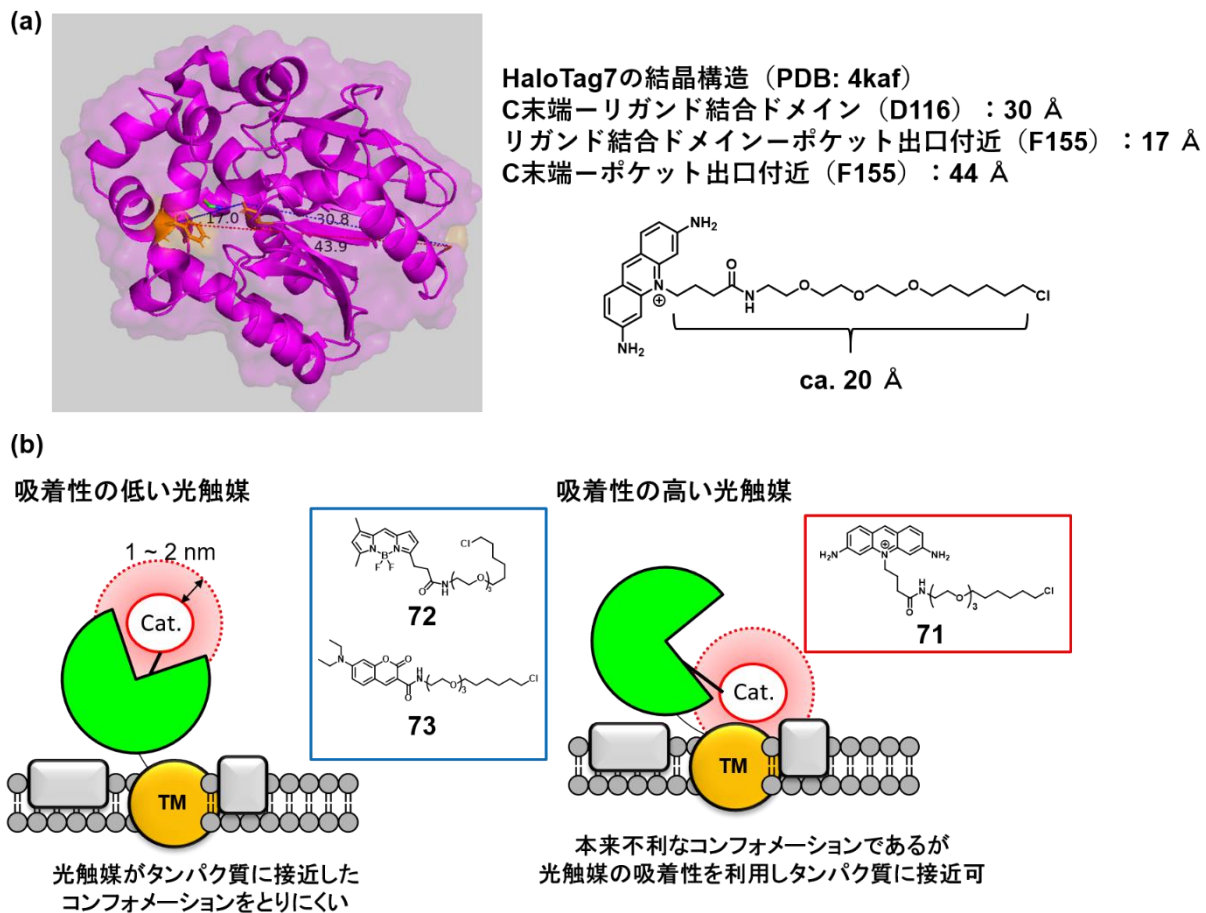 (a)
HaloTag7の結晶構造（PDB: 4kaf）
C末端ーリガンド結合ドメイン（D116）：30 Å
リガンド結合ドメインーポケット出口付近（F155）：17 Å
C末端ーポケット出口付近（F155）：44 Å
17.0
30.8
43.9
NH2
N
+
NH2
O
N
H
O
O
O
Cl
ca. 20 Å
(b)
吸着性の低い光触媒
1 ~ 2 nm
Cat.
TM
光触媒がタンパク質に接近した
コンフォメーションをとりにくい
N
B
N
F
F
O
N
H
O
3
Cl
72
N
O
O
O
H
N
O
3
Cl
73
吸着性の高い光触媒
Cat.
TM
NH2
N
+
NH2
O
N
H
O
3
Cl
71
本来不利なコンフォメーションであるが
光触媒の吸着性を利用しタンパク質に接近可